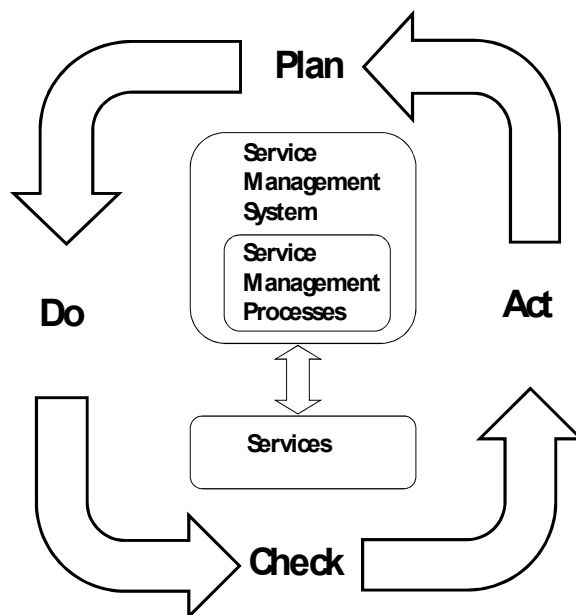 Plan
Service
Management
System
Service
Management
Processes
Do
Act
Services
Check